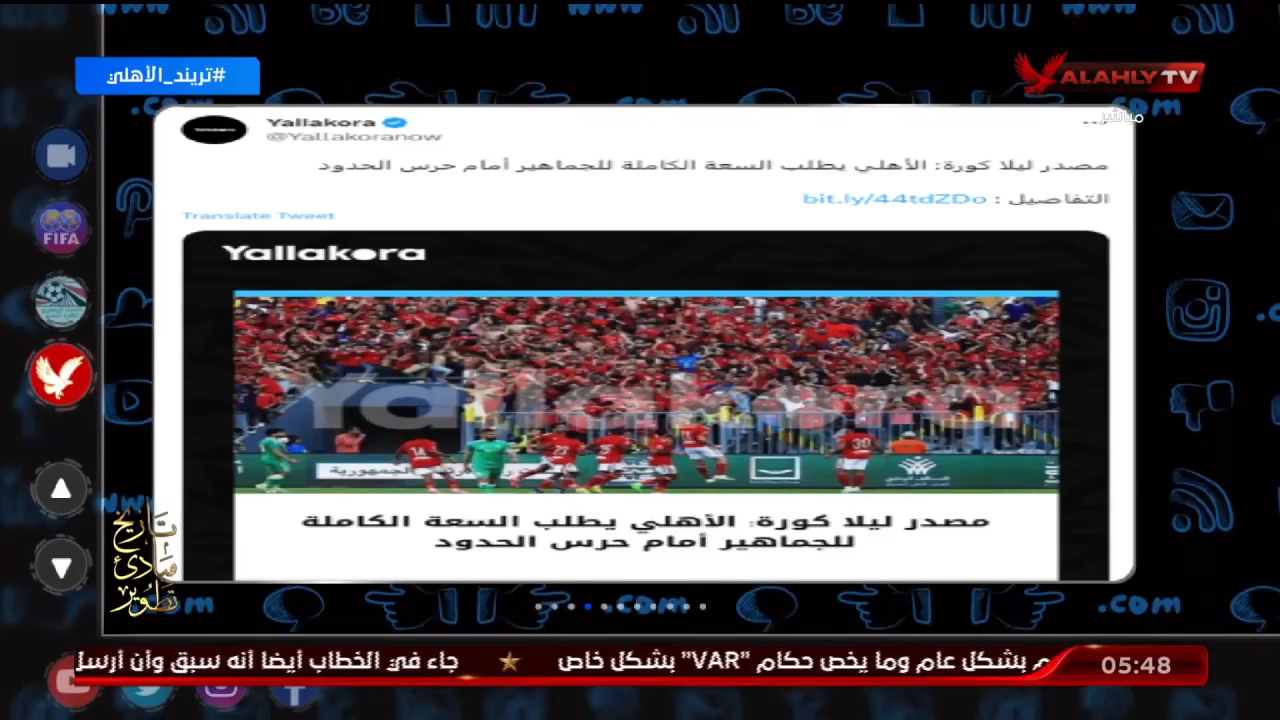 #تريند_الأهلي
ALAHLY TV
مباشر
Yallakora
@Yallakoranow
مصدر ليلا كورة: الأهلي يطلب السعة الكاملة للجماهير أمام حرس الحدود
التفاصيل : bit.ly/44tdZDo
Translate Tweet
Yallakora
FIFA
Yallakora
14
30
مصدر ليلا كورة: الأهلي يطلب السعة الكاملة
للجماهير أمام حرس الحدود
تاريخ
مبادئ
تطوير
م بشكل عام وما يخص حكام "VAR" بشكل خاص ★ جاء في الخطاب أيضا أنه سبق وأن أرسل
05:48